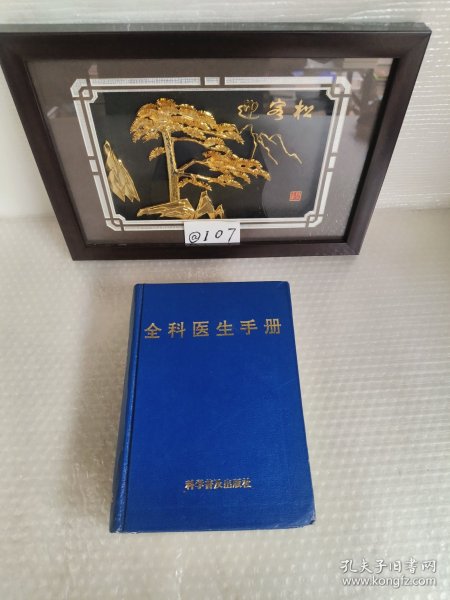 迎客松
@107
全科医生手册
科学普及出版社
孔夫子旧书网
www.kongfz.com